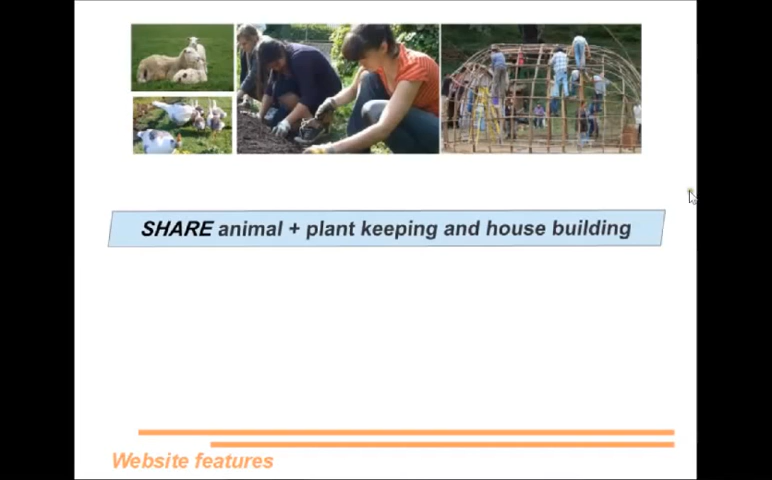 SHARE animal + plant keeping and house building
Website features